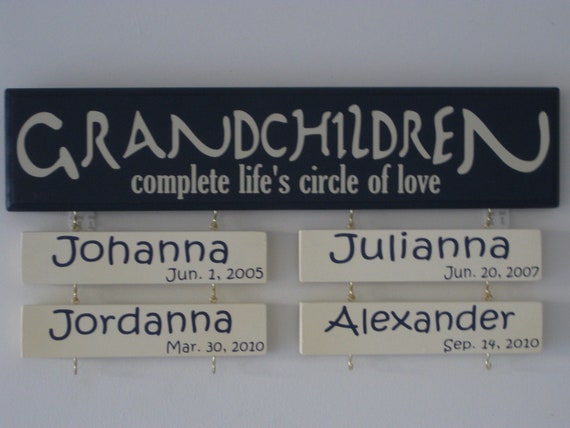 GRANDCHILDREN
complete life's circle of love
Johanna
Jun. 1, 2005
Julianna
Jun. 20, 2007
Jordanna
Mar. 30, 2010
Alexander
Sep. 14, 2010